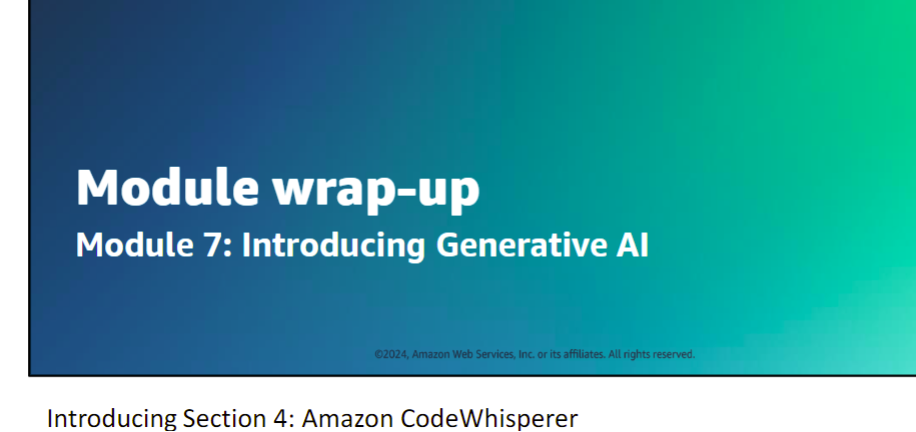 Module wrap-up
Module 7: Introducing Generative AI
©2024, Amazon Web Services, Inc. or its affiliates. All rights reserved.
Introducing Section 4: Amazon CodeWhisperer